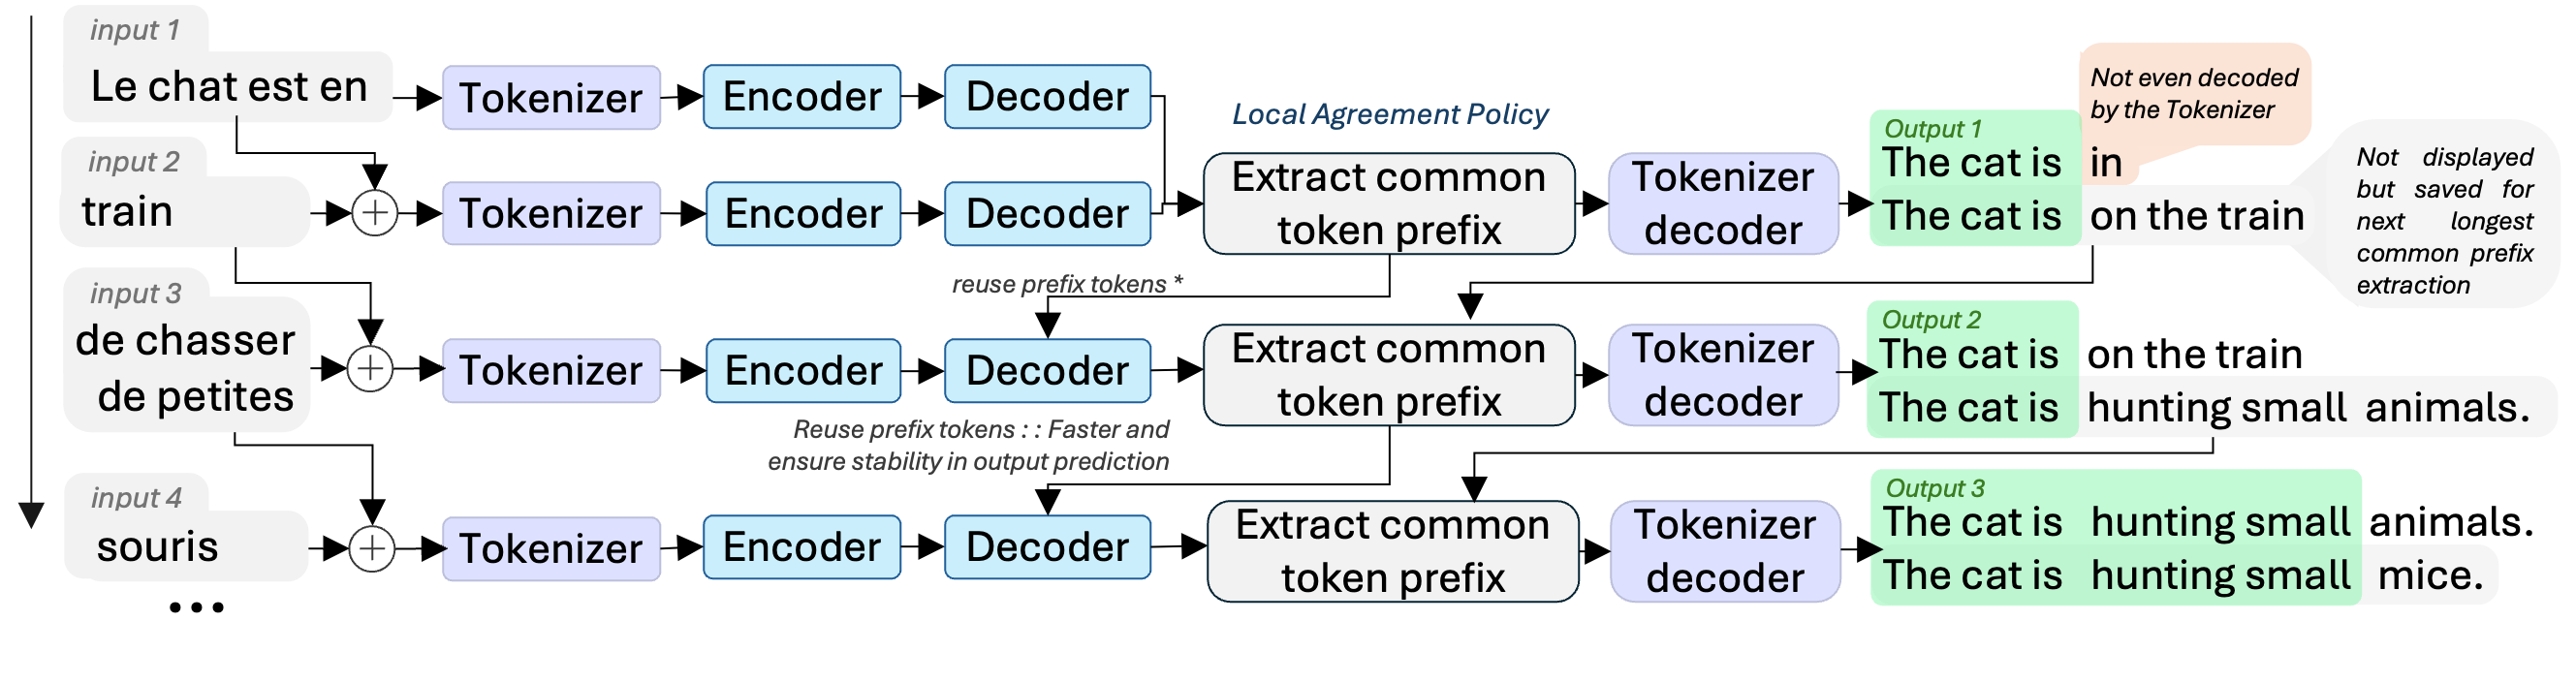 input 1
Le chat est en
Tokenizer
Encoder
Decoder
input 2
train
+
Tokenizer
Encoder
Decoder
Local Agreement Policy
Extract common
token prefix
Tokenizer
decoder
Output 1
The cat is in
The cat is on the train
Not even decoded
by the Tokenizer
Not displayed
but saved for
next longest
common prefix
extraction
reuse prefix tokens *
input 3
de chasser
de petites
+
Tokenizer
Encoder
Decoder
Extract common
token prefix
Tokenizer
decoder
Output 2
The cat is on the train
The cat is hunting small animals.
Reuse prefix tokens : : Faster and
ensure stability in output prediction
input 4
souris
+
Tokenizer
Encoder
Decoder
Extract common
token prefix
Tokenizer
decoder
Output 3
The cat is hunting small animals.
The cat is hunting small mice.
...